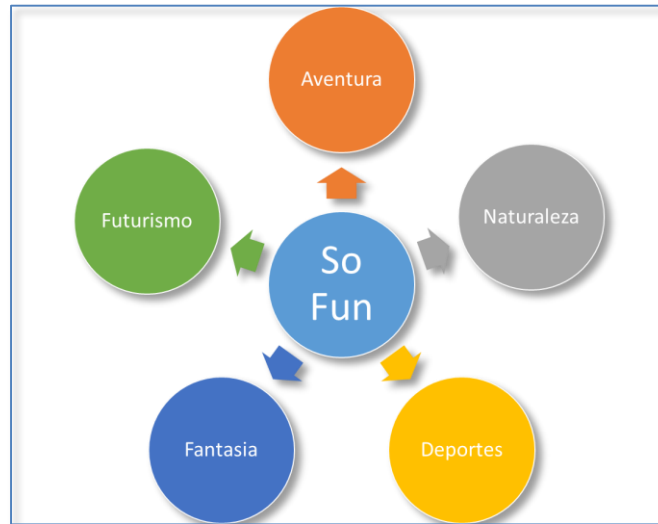 Aventura
Futurismo
Naturaleza
So
Fun
Fantasia
Deportes